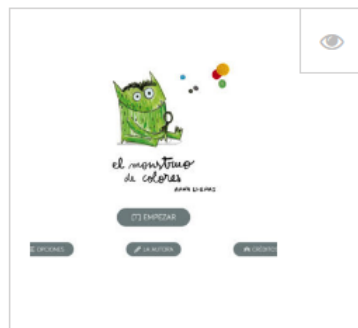 el monstruo
de colores
ANNA LLENAS
EMPEZAR
OPCIONES
LA AUTORA
CRÉDITOS